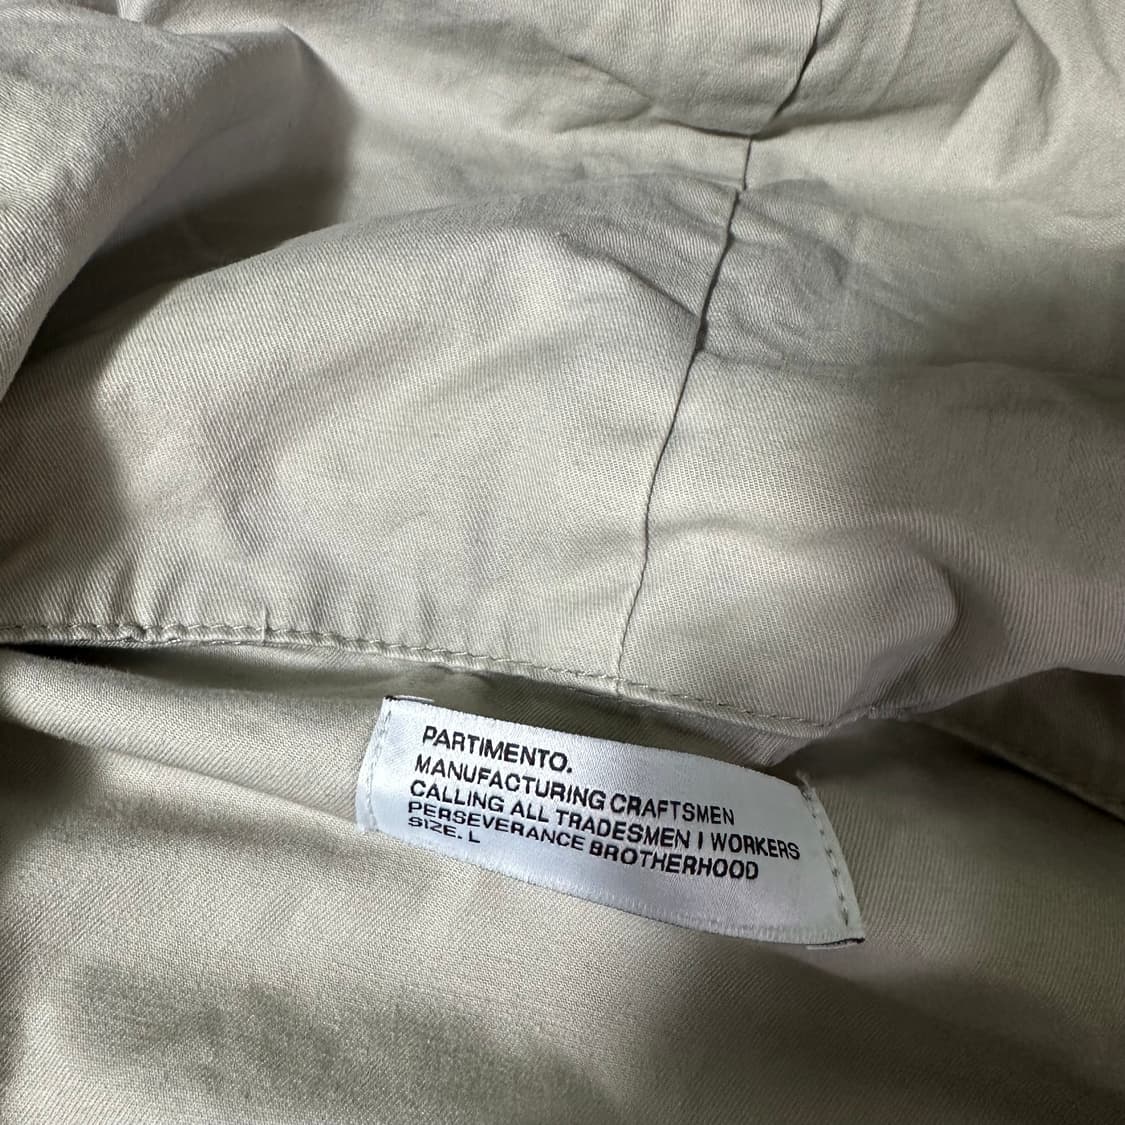 PARTIMENTO.
MANUFACTURING CRAFTSMEN
CALLING ALL TRADESMEN I WORKERS
PERSEVERANCE BROTHERHOOD
SIZE. L